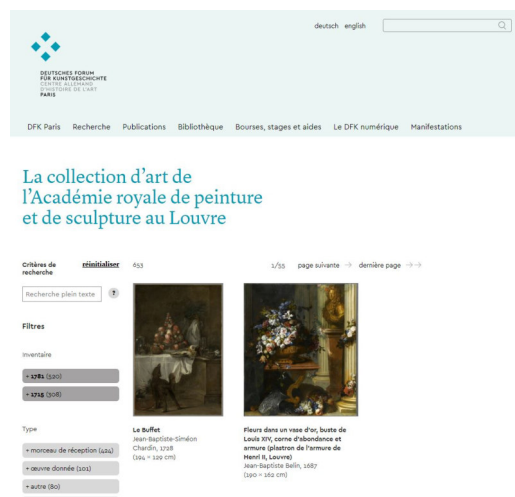 deutsch english
DEUTSCHES FORUM
FÜR KUNSTGESCHICHTE
CENTRE ALLEMAND
D'HISTOIRE DE L'ART
PARIS
DFK Paris Recherche Publications Bibliothèque Bourses, stages et aides Le DFK numérique Manifestations
La collection d'art de
l'Académie royale de peinture
et de sculpture au Louvre
Critères de
recherche
réinitialiser
653
1/55 page suivante → dernière page →→
Recherche plein texte ?
Filtres
Inventaire
+ 1781 (520)
+ 1715 (308)
Type
+ morceau de réception (424)
+ œuvre donnée (101)
+ autre (80)
Le Buffet
Jean-Baptiste-Siméon
Chardin, 1728
(194 × 129 cm)
Fleurs dans un vase d'or, buste de
Louis XIV, corne d'abondance et
armure (plastron de l'armure de
Henri II, Louvre)
Jean-Baptiste Belin, 1687
(190 × 162 cm)